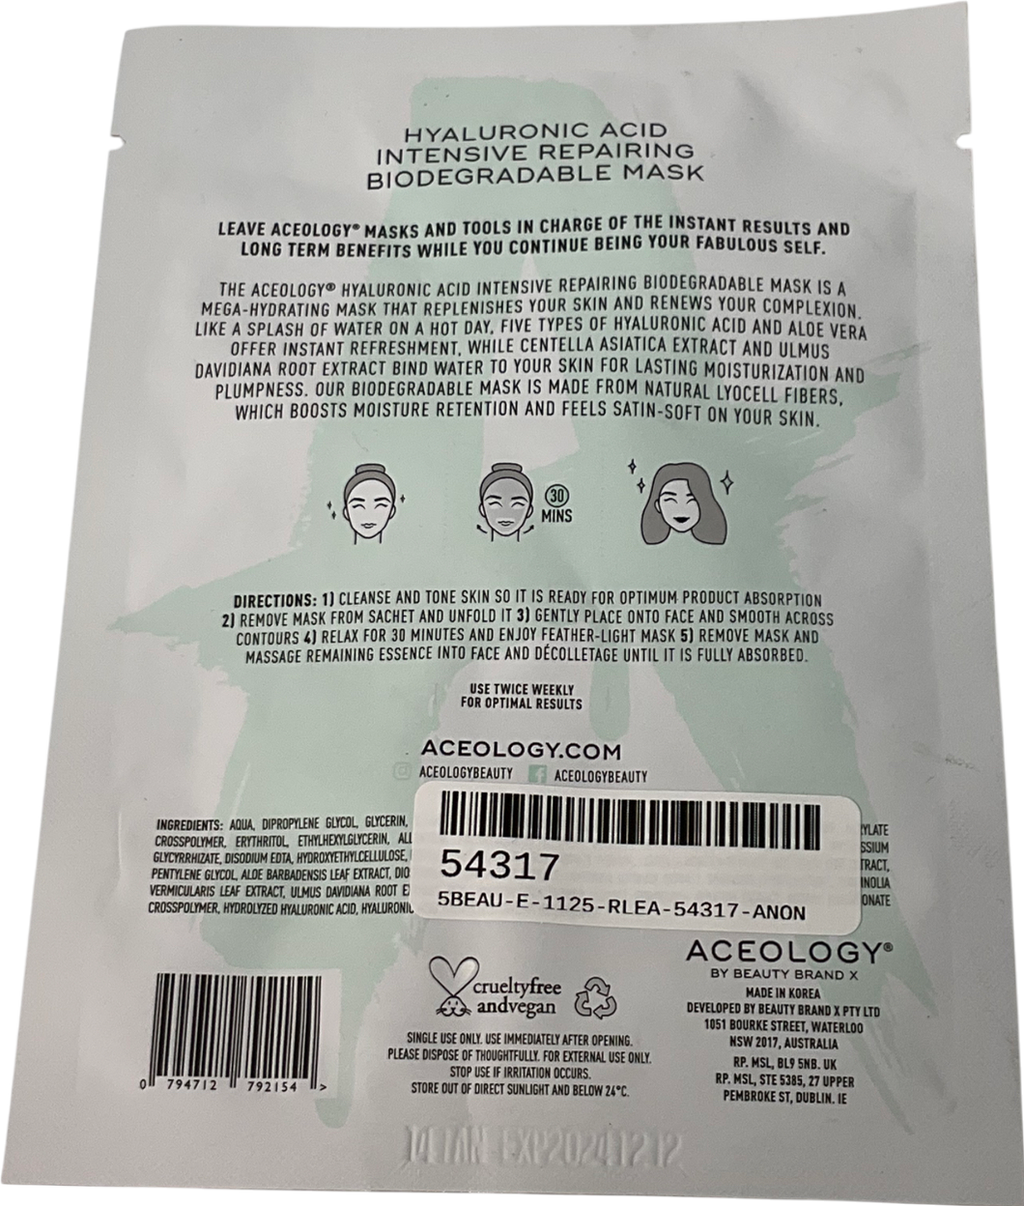 HYALURONIC ACID
INTENSIVE REPAIRING
BIODEGRADABLE MASK
LEAVE ACEOLOGY® MASKS AND TOOLS IN CHARGE OF THE INSTANT RESULTS AND
LONG TERM BENEFITS WHILE YOU CONTINUE BEING YOUR FABULOUS SELF.
THE ACEOLOGY® HYALURONIC ACID INTENSIVE REPAIRING BIODEGRADABLE MASK IS A
MEGA-HYDRATING MASK THAT REPLENISHES YOUR SKIN AND RENEWS YOUR COMPLEXION.
LIKE A SPLASH OF WATER ON A HOT DAY, FIVE TYPES OF HYALURONIC ACID AND ALOE VERA
OFFER INSTANT REFRESHMENT, WHILE CENTELLA ASIATICA EXTRACT AND ULMUS
DAVIDIANA ROOT EXTRACT BIND WATER TO YOUR SKIN FOR LASTING MOISTURIZATION AND
PLUMPNESS. OUR BIODEGRADABLE MASK IS MADE FROM NATURAL LYOCELL FIBERS,
WHICH BOOSTS MOISTURE RETENTION AND FEELS SATIN-SOFT ON YOUR SKIN.
30
MINS
DIRECTIONS: 1) CLEANSE AND TONE SKIN SO IT IS READY FOR OPTIMUM PRODUCT ABSORPTION
2) REMOVE MASK FROM SACHET AND UNFOLD IT 3) GENTLY PLACE ONTO FACE AND SMOOTH ACROSS
CONTOURS 4) RELAX FOR 30 MINUTES AND ENJOY FEATHER-LIGHT MASK 5) REMOVE MASK AND
MASSAGE REMAINING ESSENCE INTO FACE AND DÉCOLLETAGE UNTIL IT IS FULLY ABSORBED.
USE TWICE WEEKLY
FOR OPTIMAL RESULTS
ACEOLOGY.COM
ACEOLOGYBEAUTY ACEOLOGYBEAUTY
INGREDIENTS: AQUA, DIPROPYLENE GLYCOL, GLYCERIN,
CROSSPOLYMER, ERYTHRITOL, ETHYLHEXYLGLYCERIN,
GLYCYRRHIZATE, DISODIUM EDTA, HYDROXYETHYLCELLULOSE,
PENTYLENE GLYCOL, ALOE BARBADENSIS LEAF EXTRACT,
VERMICULARIS LEAF EXTRACT, ULMUS DAVIDIANA ROOT
CROSSPOLYMER, HYDROLYZED HYALURONIC ACID,
54317
5BEAU-E-1125-RLEA-54317-ANON
0 794712 792154 >
crueltyfree
andvegan
SINGLE USE ONLY. USE IMMEDIATELY AFTER OPENING.
PLEASE DISPOSE OF THOUGHTFULLY. FOR EXTERNAL USE ONLY.
STOP USE IF IRRITATION OCCURS.
STORE OUT OF DIRECT SUNLIGHT AND BELOW 24°C.
ACEOLOGY®
BY BEAUTY BRAND X
MADE IN KOREA
DEVELOPED BY BEAUTY BRAND X PTY LTD
1051 BOURKE STREET, WATERLOO
NSW 2017, AUSTRALIA
RP. MSL, BL9 5NB. UK
RP. MSL, STE 5385, 27 UPPER
PEMBROKE ST, DUBLIN. IE
EXP20241212